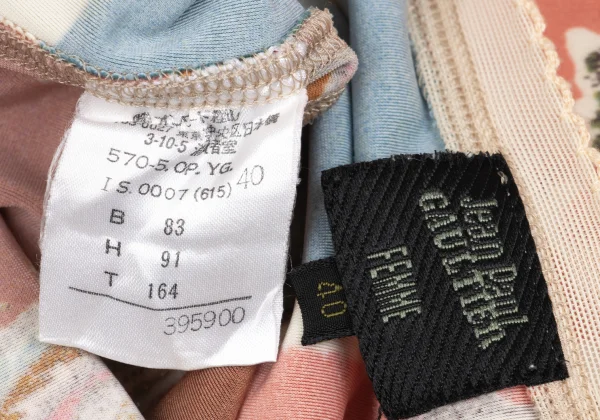 3-10-5
570-5.OP.YG.
I S.0007 (615) 40
B 83
H 91
T 164
395900
40
Jean Paul
GAULTIER
FEMME